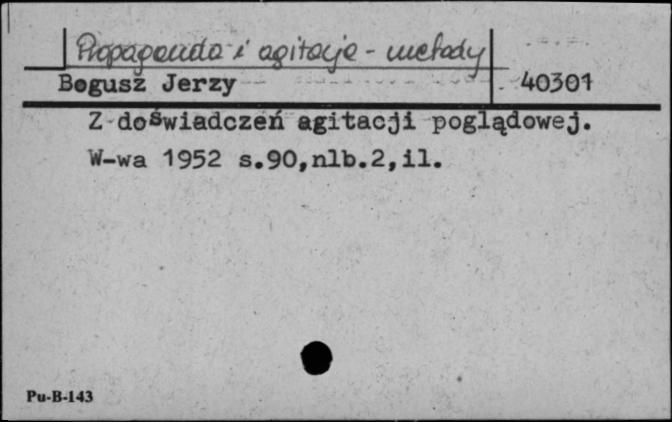 Propaganda i agitacja - metody
Bogusz Jerzy 40301
Z doświadczeń agitacji poglądowej.
W-wa 1952 s.90,nlb.2,il.
Pu-B-143